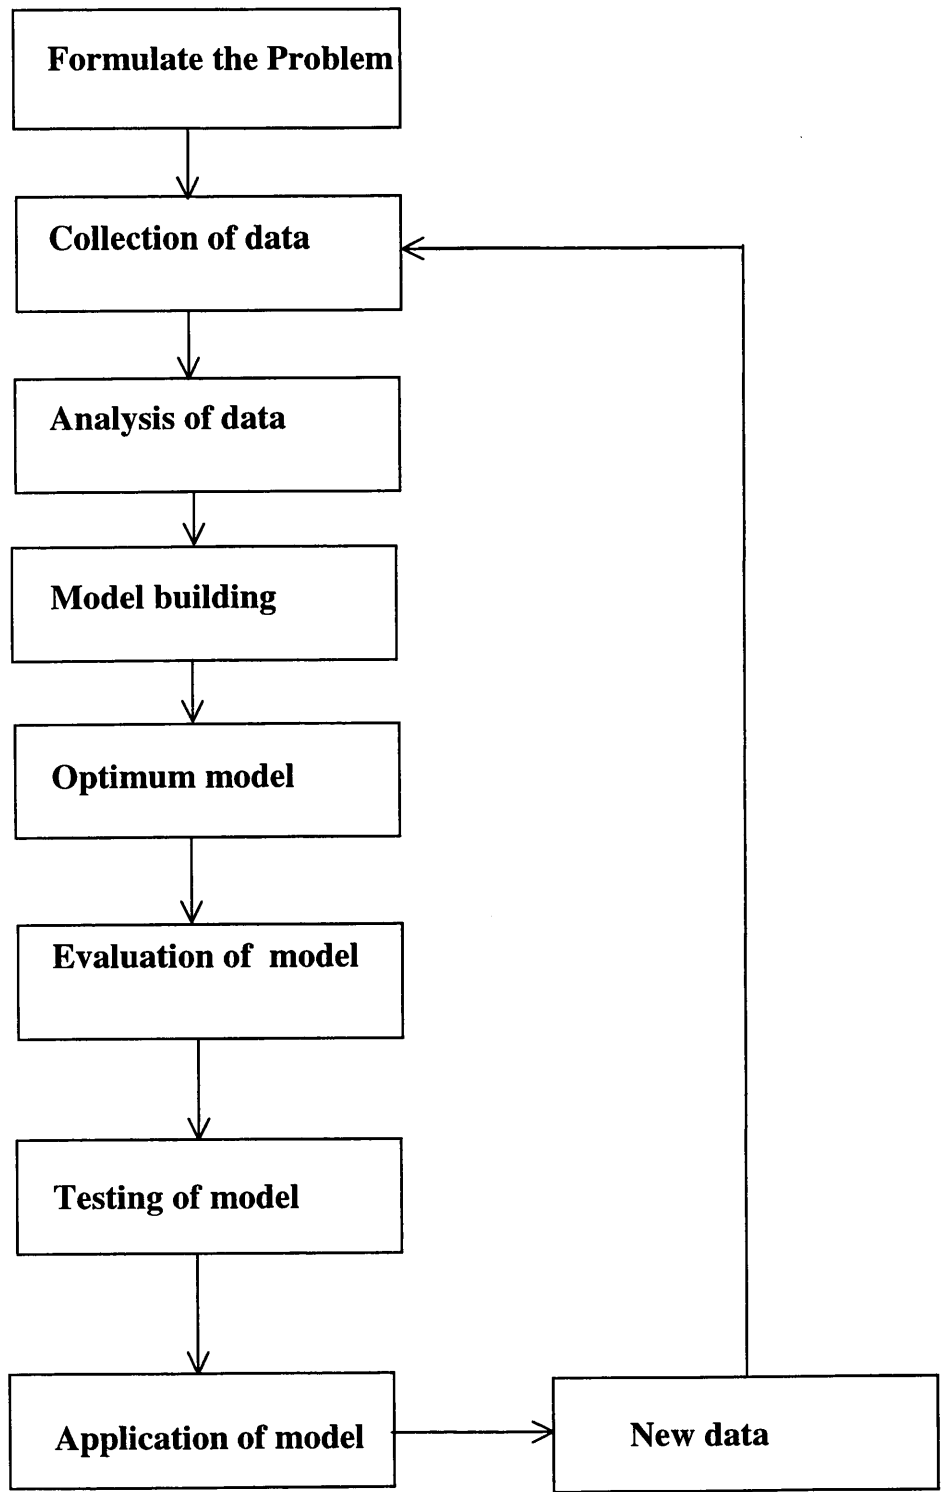 Formulate the Problem
Collection of data
Analysis of data
Model building
Optimum model
Evaluation of model
Testing of model
Application of model
New data